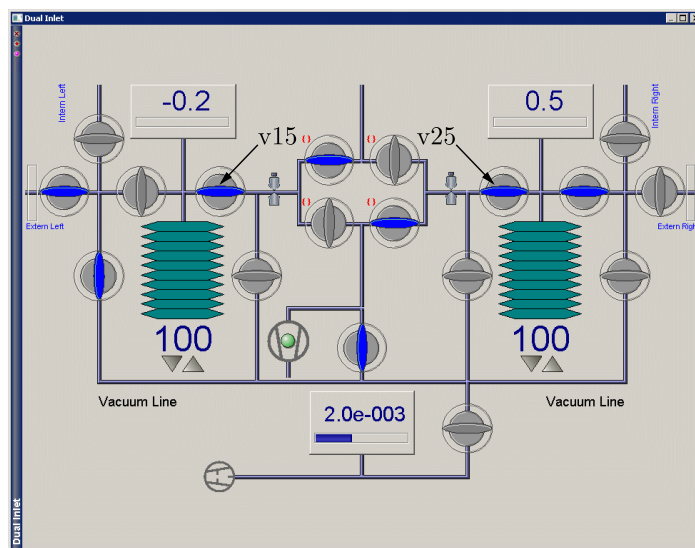 Dual Inlet
Intern Left
-0.2
v15
()
()
v25
0.5
Intern Right
Extern Left
()
()
Extern Righ
100
100
Vacuum Line
Vacuum Line
2.0e-003
Dual Inlet